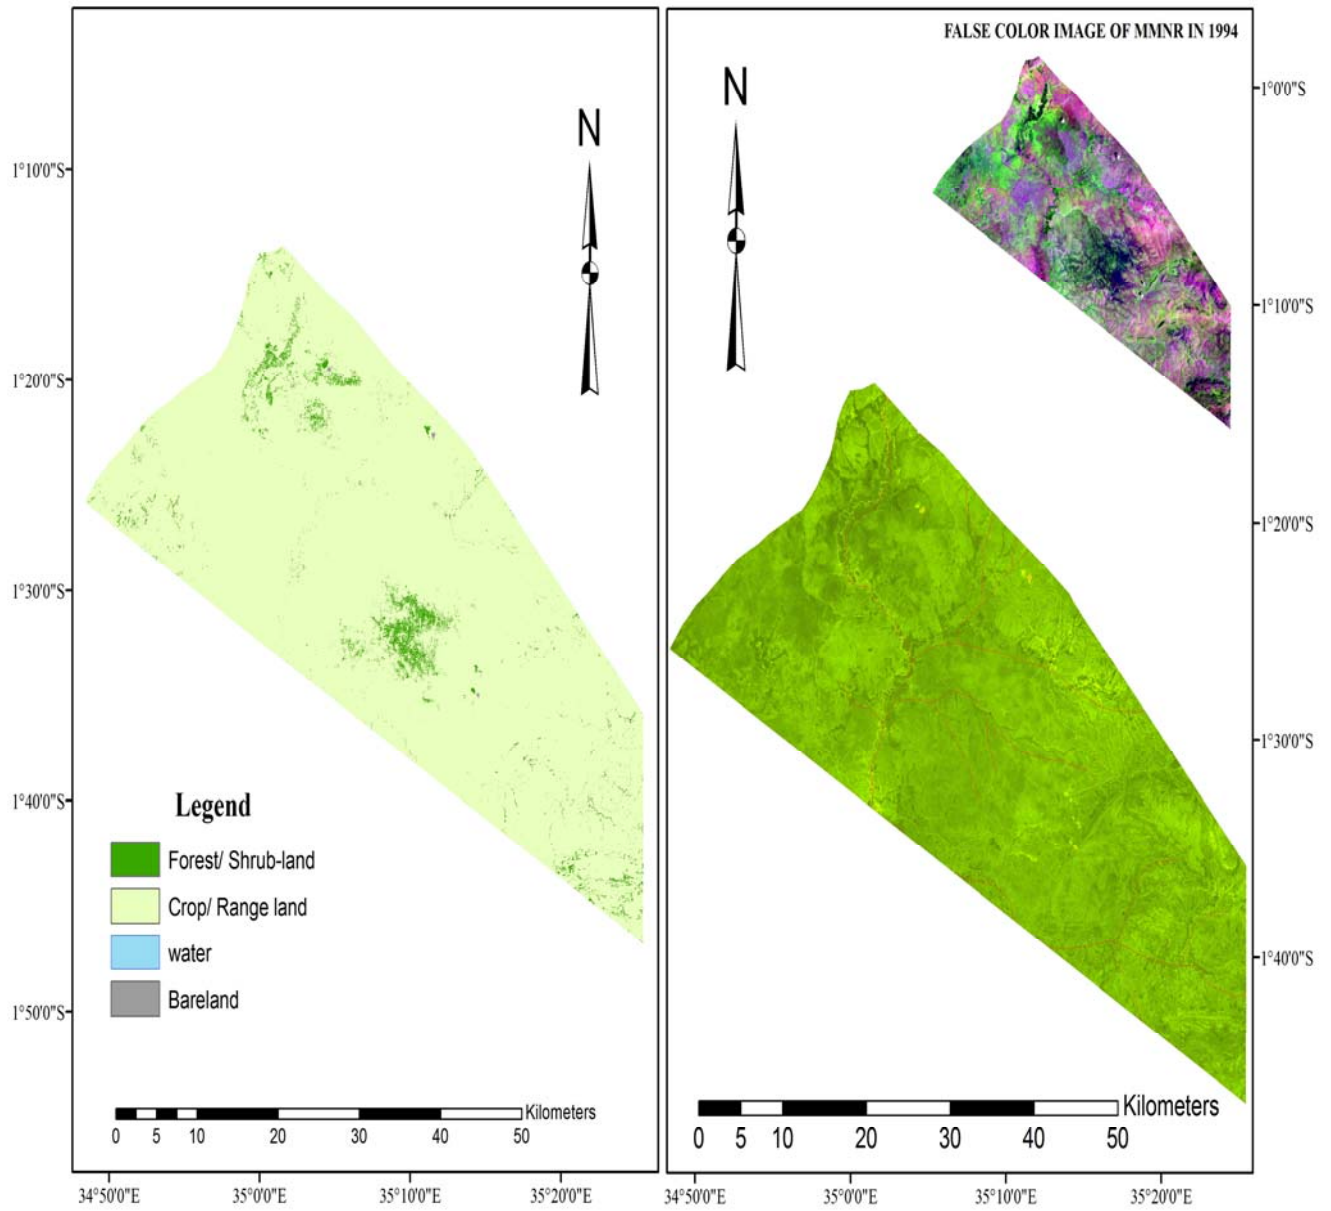 FALSE COLOR IMAGE OF MMNR IN 1994
N
N
1°10'0"S
1°20'0"S
1°30'0"S
1°40'0"S
1°50'0"S
1°0'0"S
1°10'0"S
1°20'0"S
1°30'0"S
1°40'0"S
Legend
Forest/ Shrub-land
Crop/ Range land
water
Bareland
Kilometers
0 5 10 20 30 40 50
Kilometers
0 5 10 20 30 40 50
34°50'0"E 35°0'0"E 35°10'0"E 35°20'0"E
34°50'0"E 35°0'0"E 35°10'0"E 35°20'0"E